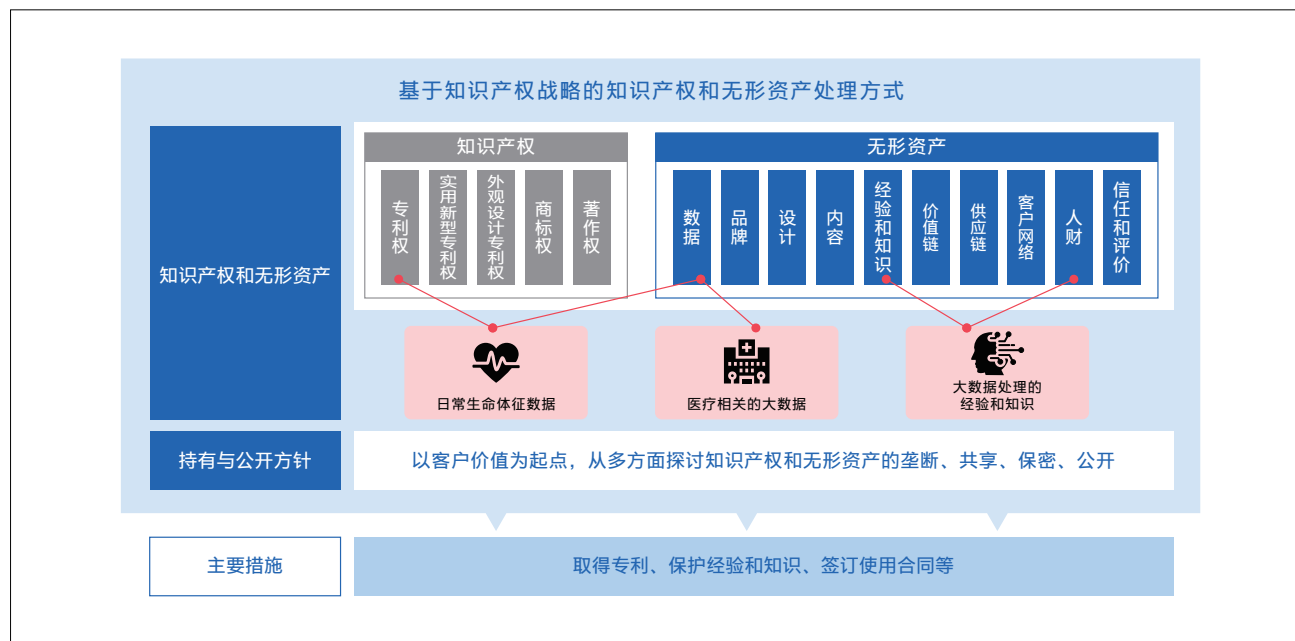 基于知识产权战略的知识产权和无形资产处理方式
知识产权和无形资产
知识产权
专利权
实用新型专利权
外观设计专利权
商标权
著作权
无形资产
数据
品牌
设计
内容
经验和知识
价值链
供应链
客户网络
人财
信任和评价
日常生命体征数据
医疗相关的大数据
大数据处理的
经验和知识
持有与公开方针
以客户价值为起点，从多方面探讨知识产权和无形资产的垄断、共享、保密、公开
主要措施
取得专利、保护经验和知识、签订使用合同等